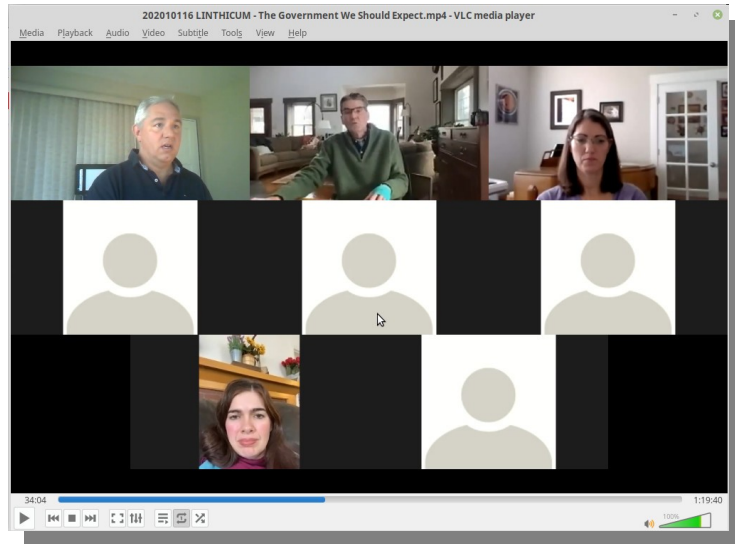 202010116 LINTHICUM - The Government We Should Expect.mp4 - VLC media player
Media Playback Audio Video Subtitle Tools View Help
34:04 1:19:40
100%